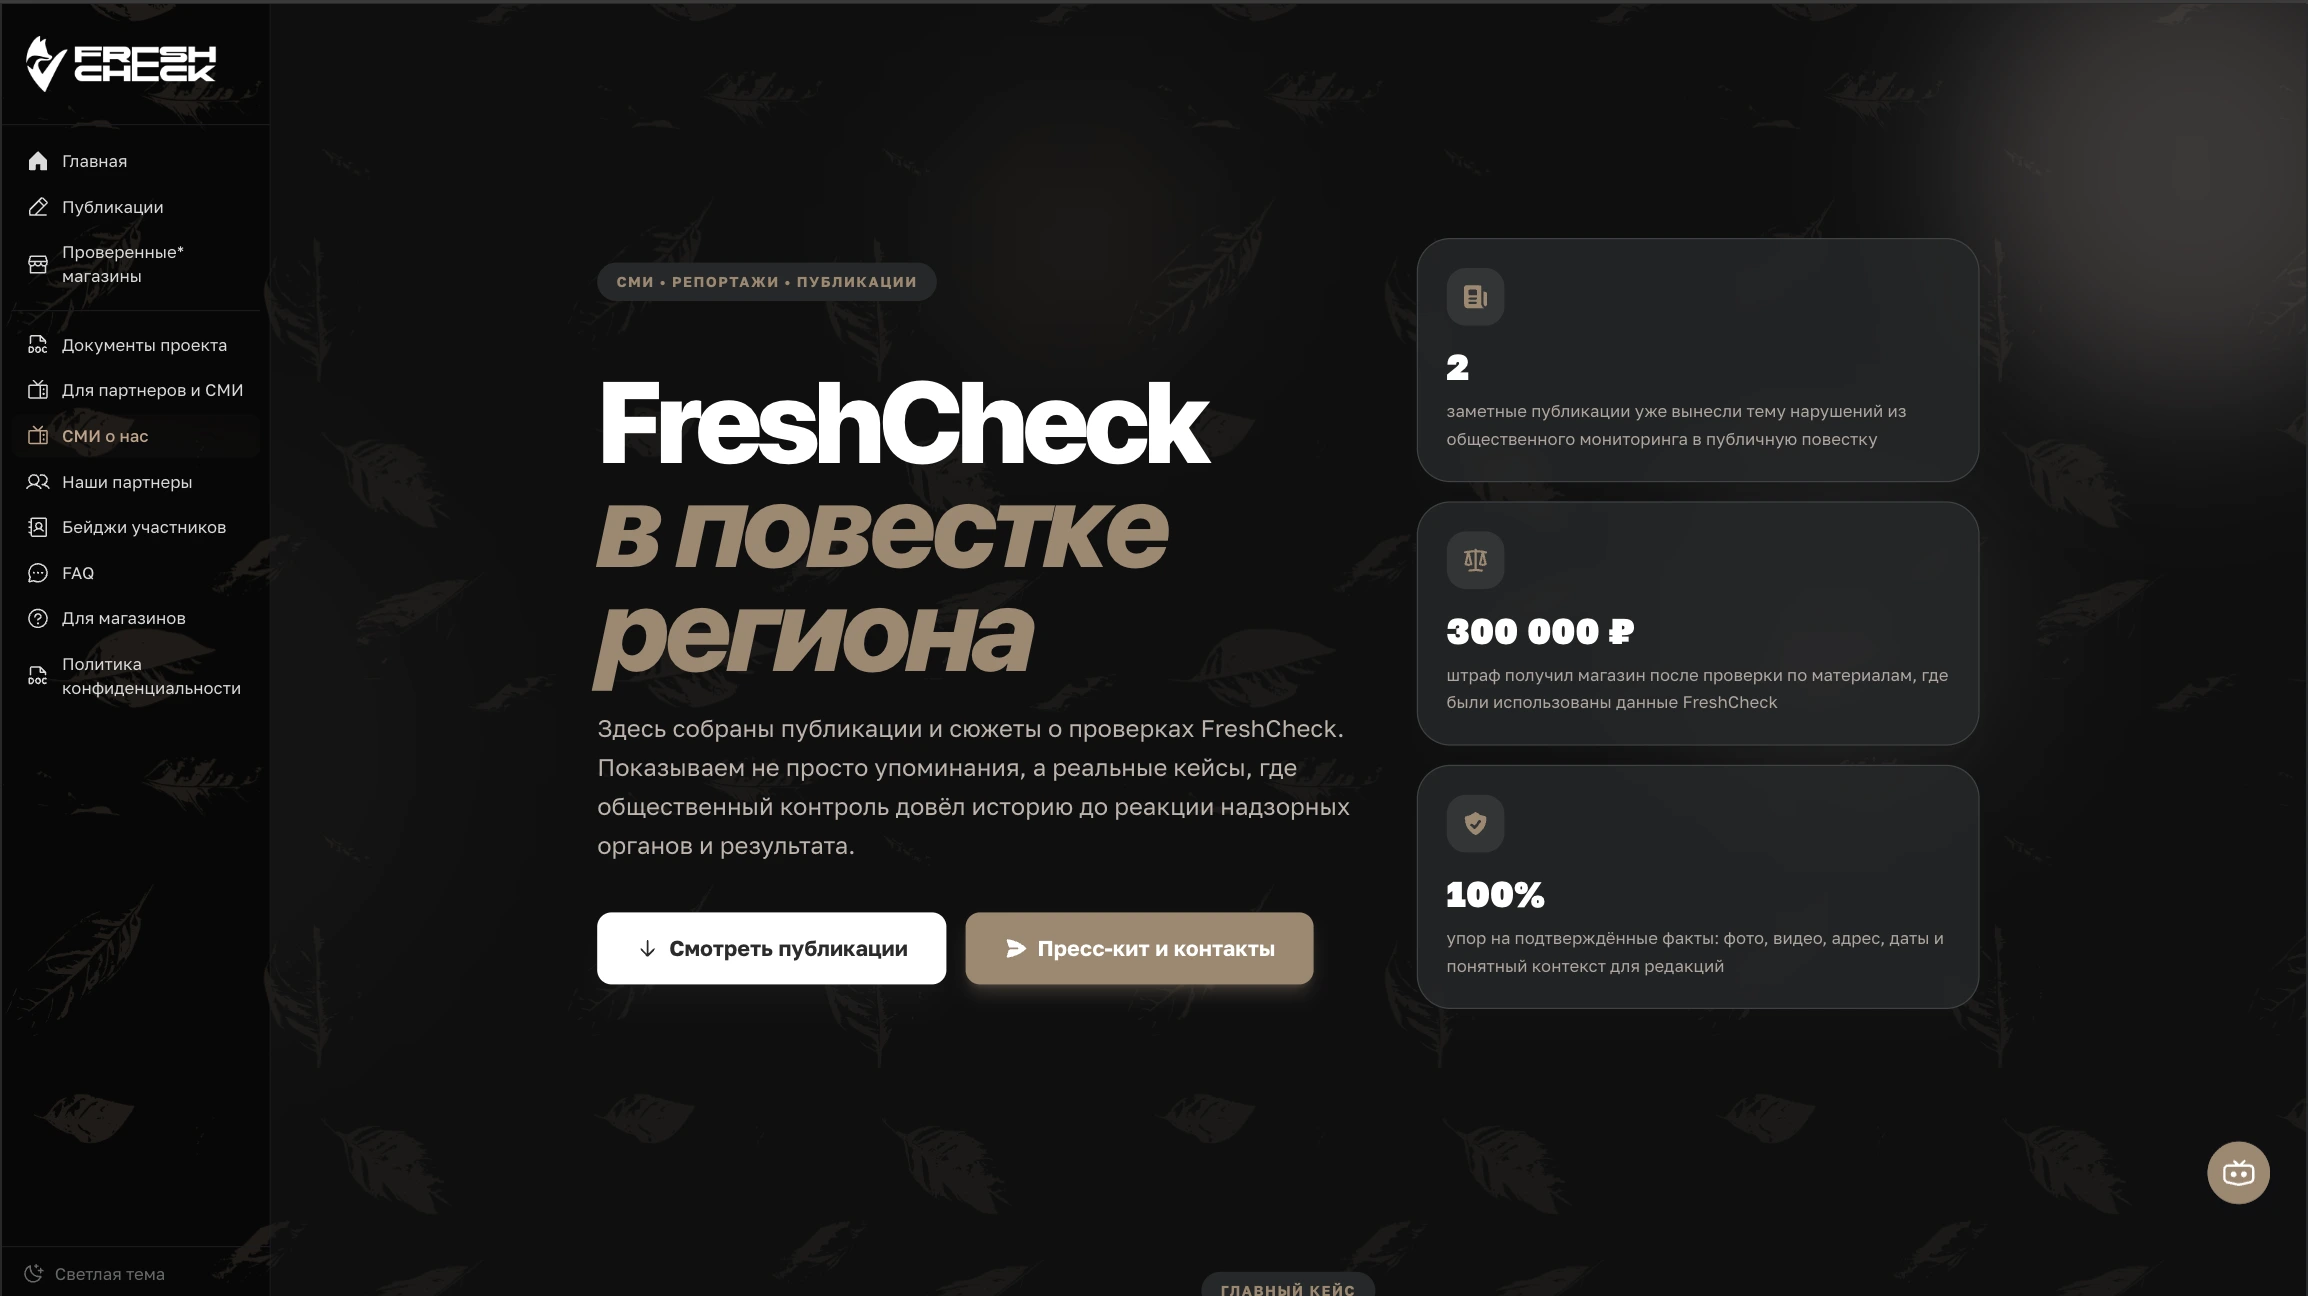 FRESH
CHECK
Главная
Публикации
Проверенные*
магазины
Документы проекта
Для партнеров и СМИ
СМИ о нас
Наши партнеры
Бейджи участников
FAQ
Для магазинов
Политика
конфиденциальности
Светлая тема
СМИ • РЕПОРТАЖИ • ПУБЛИКАЦИИ
FreshCheck
в повестке
региона
Здесь собраны публикации и сюжеты о проверках FreshCheck.
Показываем не просто упоминания, а реальные кейсы, где
общественный контроль довёл историю до реакции надзорных
органов и результата.
Смотреть публикации
Пресс-кит и контакты
2
заметные публикации уже вынесли тему нарушений из
общественного мониторинга в публичную повестку
300 000 ₽
штраф получил магазин после проверки по материалам, где
были использованы данные FreshCheck
100%
упор на подтверждённые факты: фото, видео, адрес, даты и
понятный контекст для редакций
ГЛАВНЫЙ КЕЙС